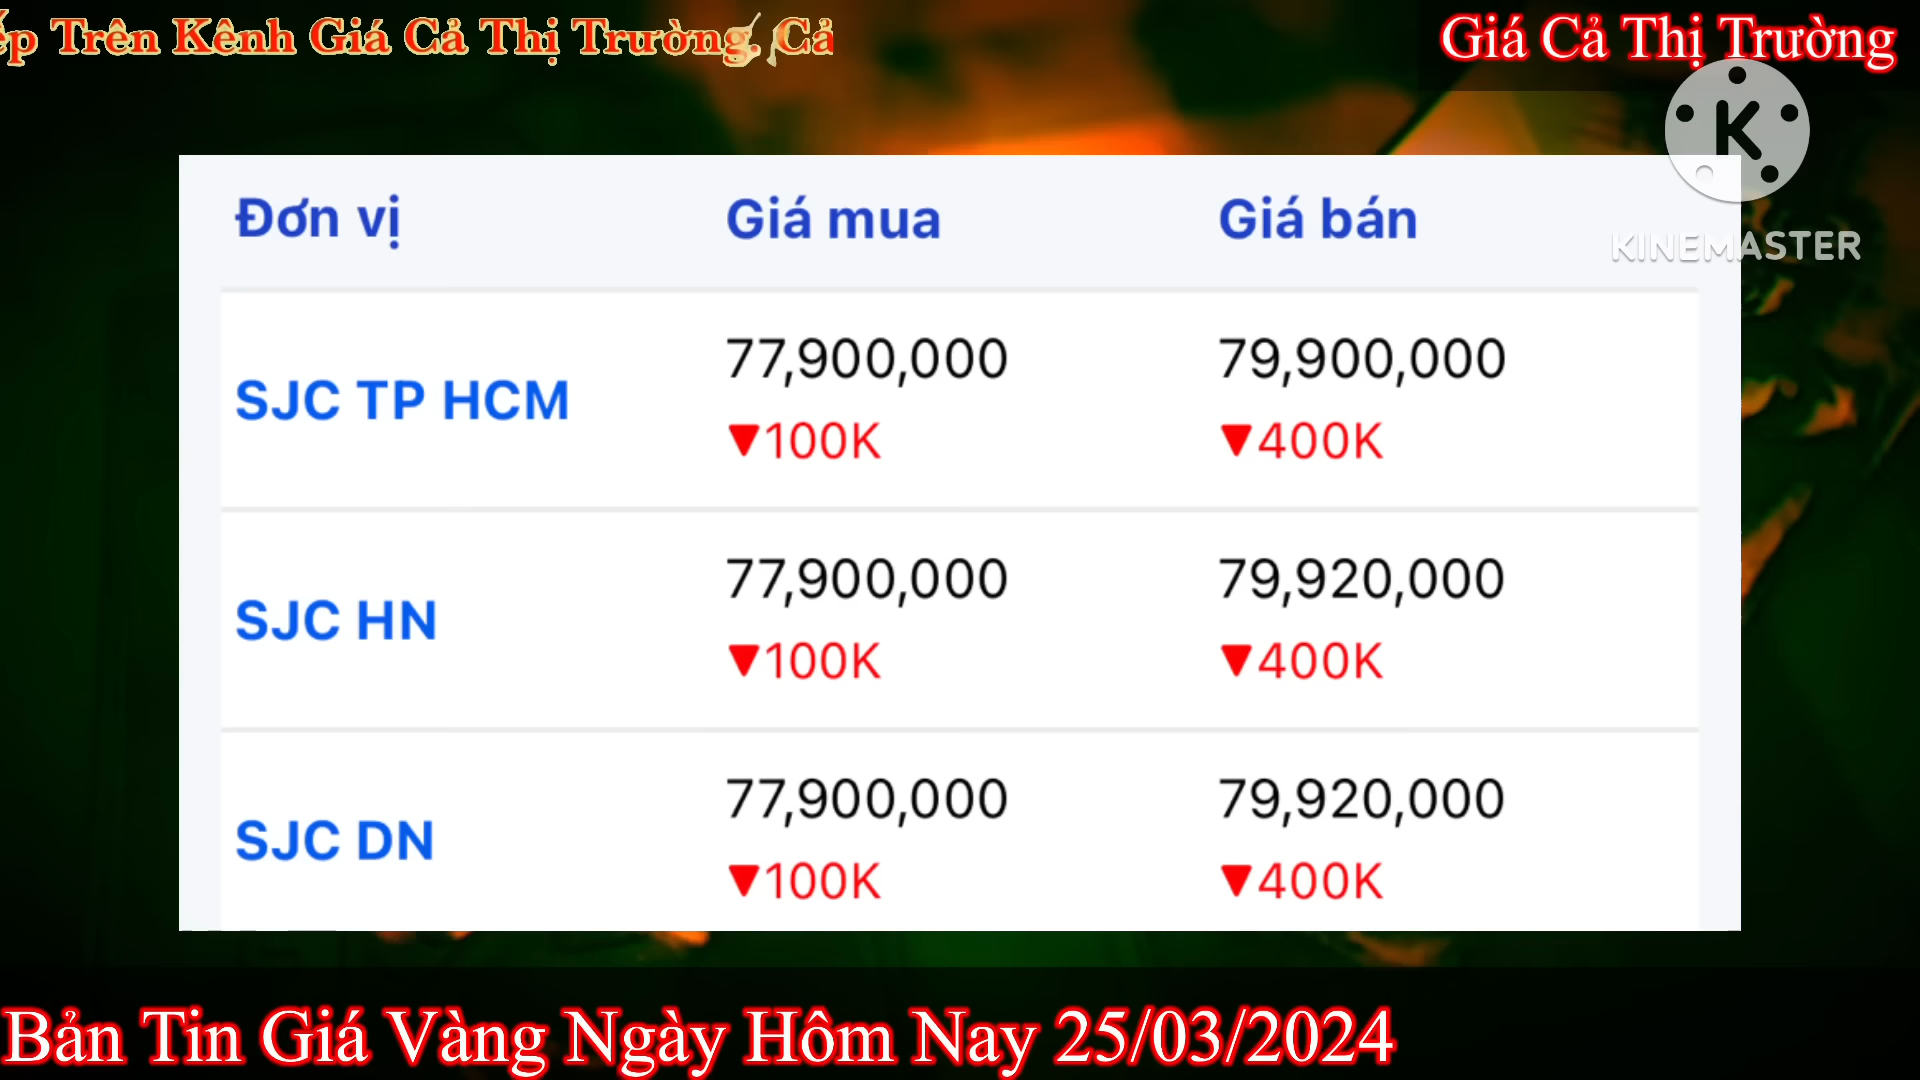 Trên Kênh Giá Cả Thị Trường. Cả
Giá Cả Thị Trường
K
KINEMASTER
Đơn vị Giá mua Giá bán
77,900,000 79,900,000
SJC TP HCM
▼100K ▼400K
77,900,000 79,920,000
SJC HN
▼100K ▼400K
77,900,000 79,920,000
SJC DN
▼100K ▼400K
Bản Tin Giá Vàng Ngày Hôm Nay 25/03/2024